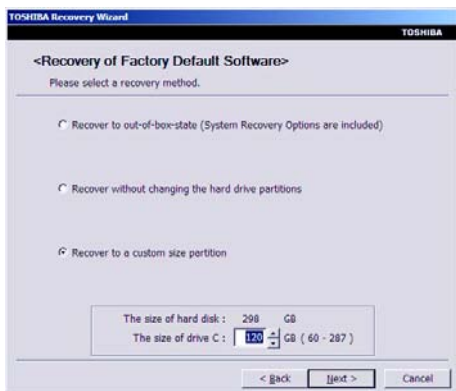 TOSHIBA Recovery Wizard
TOSHIBA
<Recovery of Factory Default Software>
Please select a recovery method.
Recover to out-of-box-state (System Recovery Options are included)
Recover without changing the hard drive partitions
Recover to a custom size partition
The size of hard disk : 298 GB
The size of drive C : 120 GB ( 60 - 287 )
< Back Next > Cancel